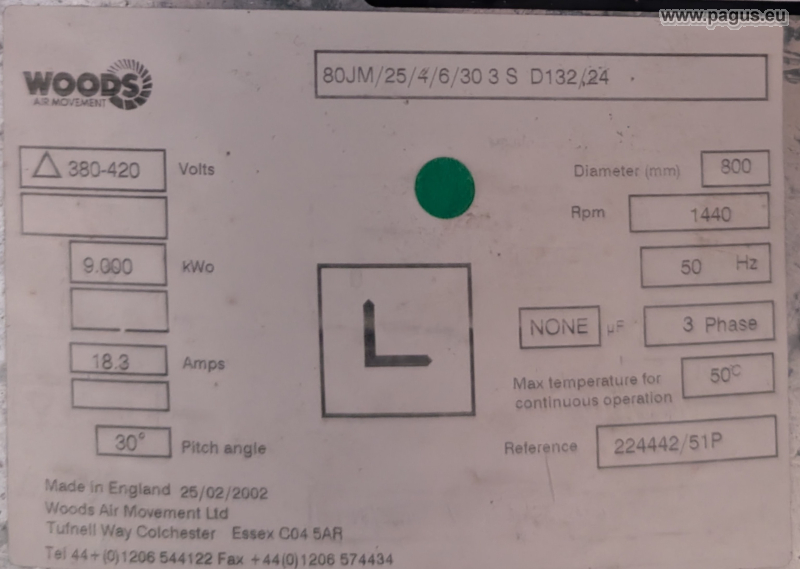 www.pagus.eu
WOODS
AIR MOVEMENT
80JM/25/4/6/30 3 S D132/24
△ 380-420 Volts
Diameter (mm) 800
Rpm 1440
9.000 kWo
50 Hz
NONE µF 3 Phase
18.3 Amps
Max temperature for
continuous operation 50°C
30° Pitch angle
Reference 224442/51P
Made in England 25/02/2002
Woods Air Movement Ltd
Tufnell Way Colchester Essex C04 5AR
Tel 44+(0)1206 544122 Fax +44(0)1206 574434